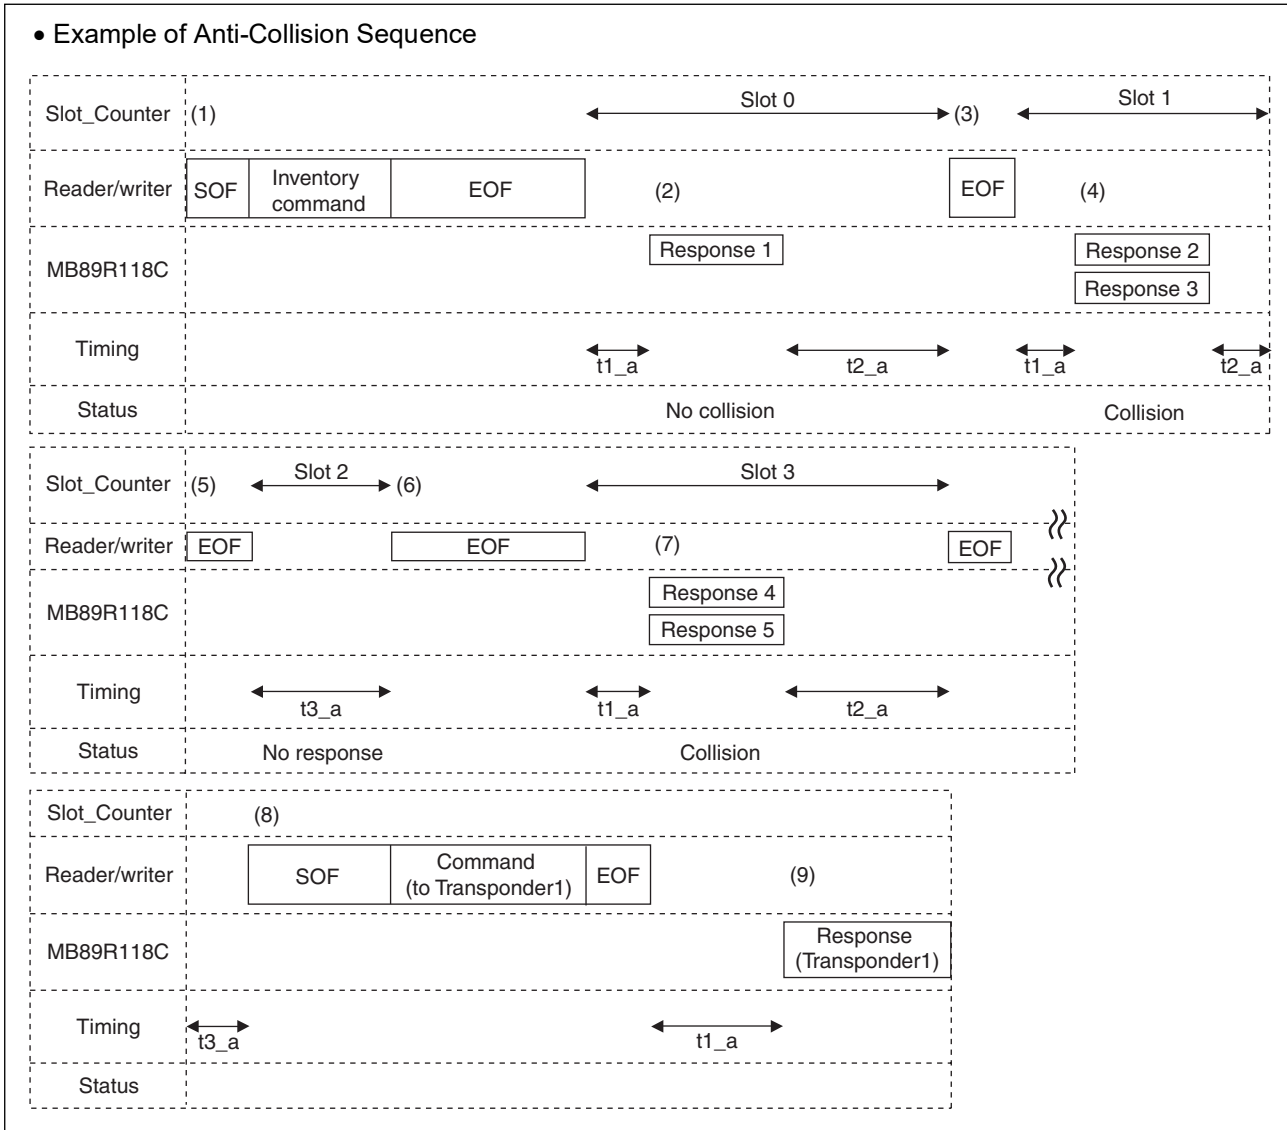 • Example of Anti-Collision Sequence
Slot_Counter (1) Slot 0 (3) Slot 1
Reader/writer SOF Inventory command EOF (2) EOF (4)
MB89R118C Response 1 Response 2
Response 3
Timing t1_a t2_a t1_a t2_a
Status No collision Collision
Slot_Counter (5) Slot 2 (6) Slot 3
Reader/writer EOF EOF (7) EOF
MB89R118C Response 4
Response 5
Timing t3_a t1_a t2_a
Status No response Collision
Slot_Counter (8)
Reader/writer SOF Command (to Transponder1) EOF (9)
MB89R118C Response (Transponder1)
Timing t3_a t1_a
Status